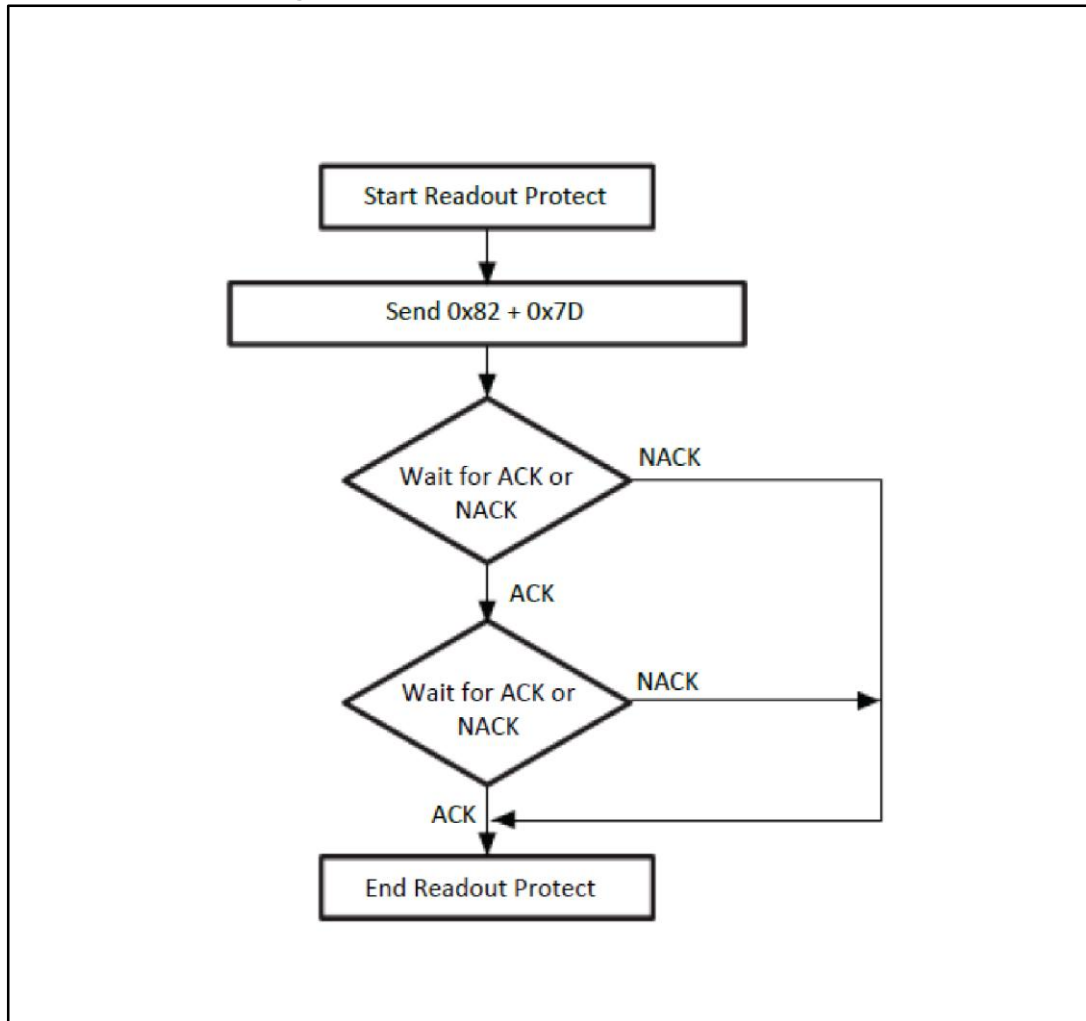 Start Readout Protect
Send 0x82 + 0x7D
Wait for ACK or
NACK
NACK
ACK
Wait for ACK or
NACK
NACK
ACK
End Readout Protect